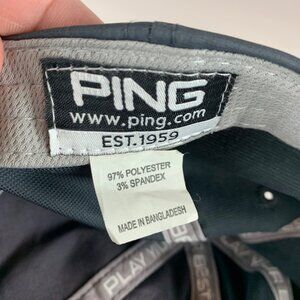 PING
www.ping.com
EST.1959
97% POLYESTER
3% SPANDEX
MADE IN BANGLADESH
PLAY